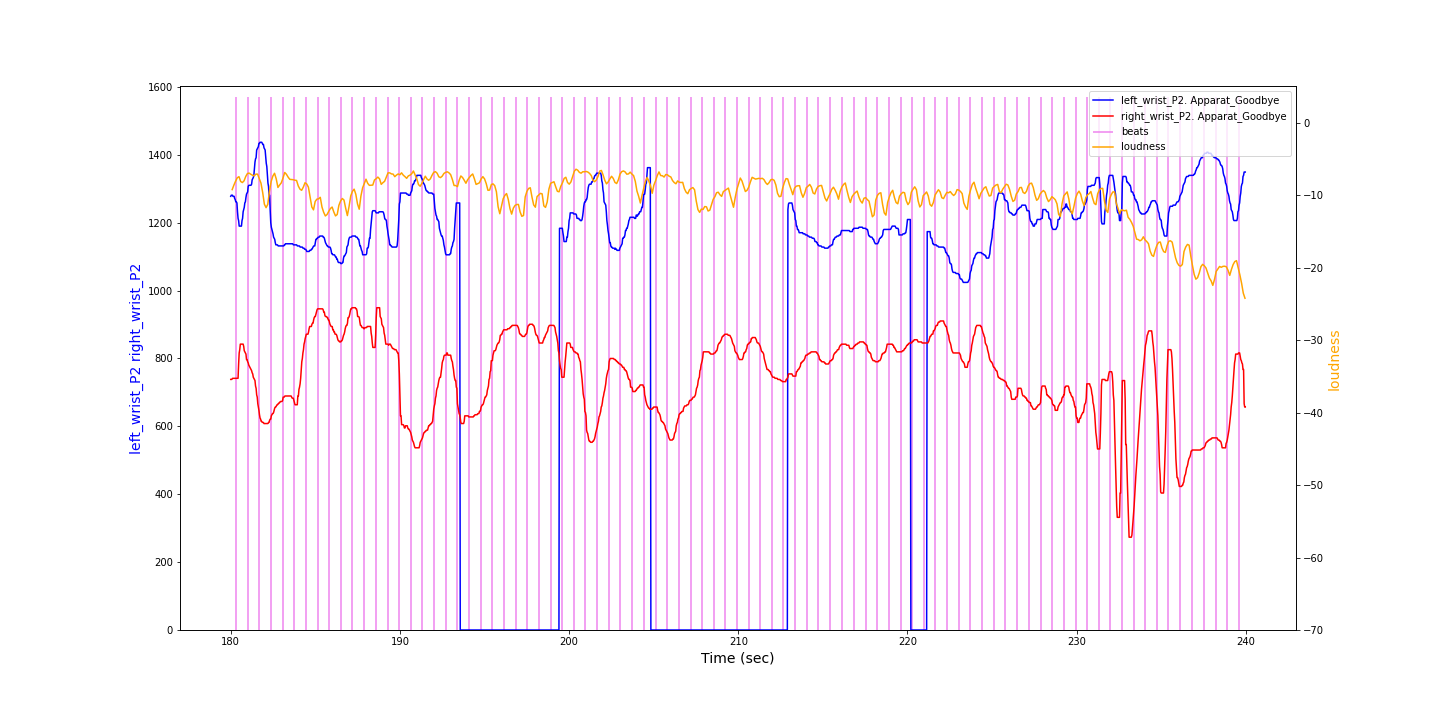 left_wrist_P2. Apparat_Goodbye
right_wrist_P2. Apparat_Goodbye
beats
loudness
1600
1400
1200
1000
800
600
400
200
0
left_wrist_P2 right_wrist_P2
0
−10
−20
−30
−40
−50
−60
−70
loudness
180 190 200 210 220 230 240
Time (sec)